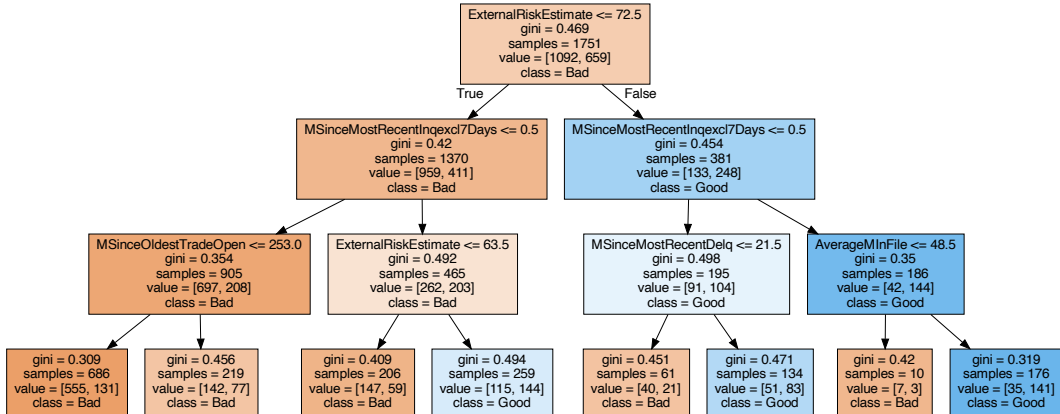 ExternalRiskEstimate <= 72.5
gini = 0.469
samples = 1751
value = [1092, 659]
class = Bad
True
False
MSinceMostRecentInqexcl7Days <= 0.5
gini = 0.42
samples = 1370
value = [959, 411]
class = Bad
MSinceMostRecentInqexcl7Days <= 0.5
gini = 0.454
samples = 381
value = [133, 248]
class = Good
MSinceOldestTradeOpen <= 253.0
gini = 0.354
samples = 905
value = [697, 208]
class = Bad
ExternalRiskEstimate <= 63.5
gini = 0.492
samples = 465
value = [262, 203]
class = Bad
MSinceMostRecentDelq <= 21.5
gini = 0.498
samples = 195
value = [91, 104]
class = Good
AverageMInFile <= 48.5
gini = 0.35
samples = 186
value = [42, 144]
class = Good
gini = 0.309
samples = 686
value = [555, 131]
class = Bad
gini = 0.456
samples = 219
value = [142, 77]
class = Bad
gini = 0.409
samples = 206
value = [147, 59]
class = Bad
gini = 0.494
samples = 259
value = [115, 144]
class = Good
gini = 0.451
samples = 61
value = [40, 21]
class = Bad
gini = 0.471
samples = 134
value = [51, 83]
class = Good
gini = 0.42
samples = 10
value = [7, 3]
class = Bad
gini = 0.319
samples = 176
value = [35, 141]
class = Good